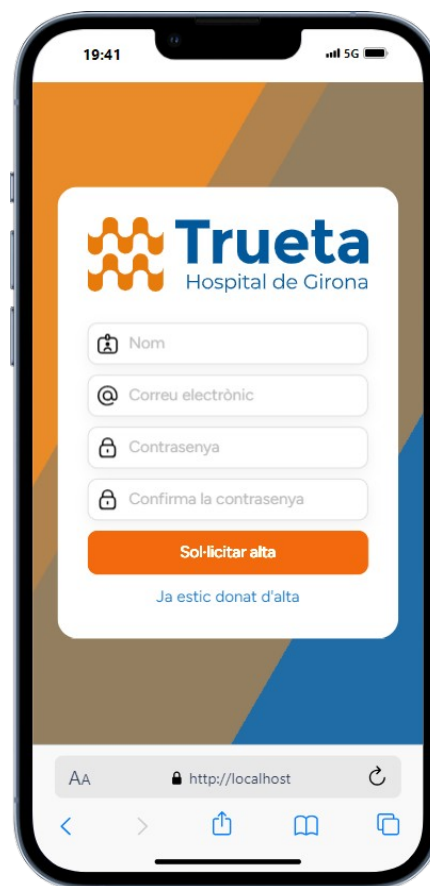 19:41
5G
Trueta
Hospital de Girona
Nom
Correu electrònic
Contrasenya
Confirma la contrasenya
Sol·licitar alta
Ja estic donat d'alta
AA
http://localhost